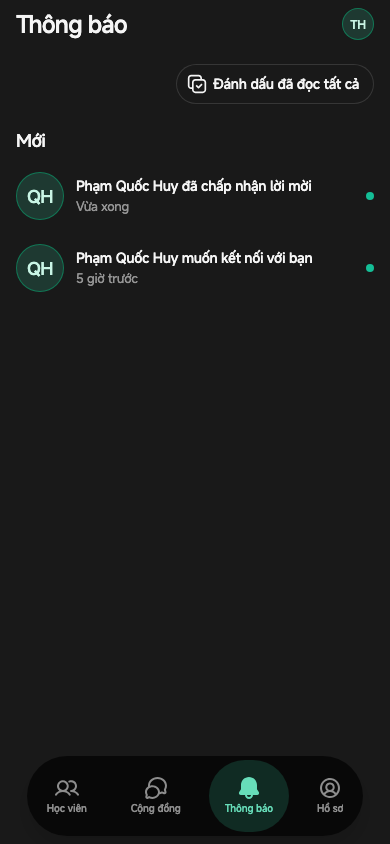 Thông báo
TH
Đánh dấu đã đọc tất cả
Mới
QH
Phạm Quốc Huy đã chấp nhận lời mời
Vừa xong
QH
Phạm Quốc Huy muốn kết nối với bạn
5 giờ trước
Học viên
Cộng đồng
Thông báo
Hồ sơ